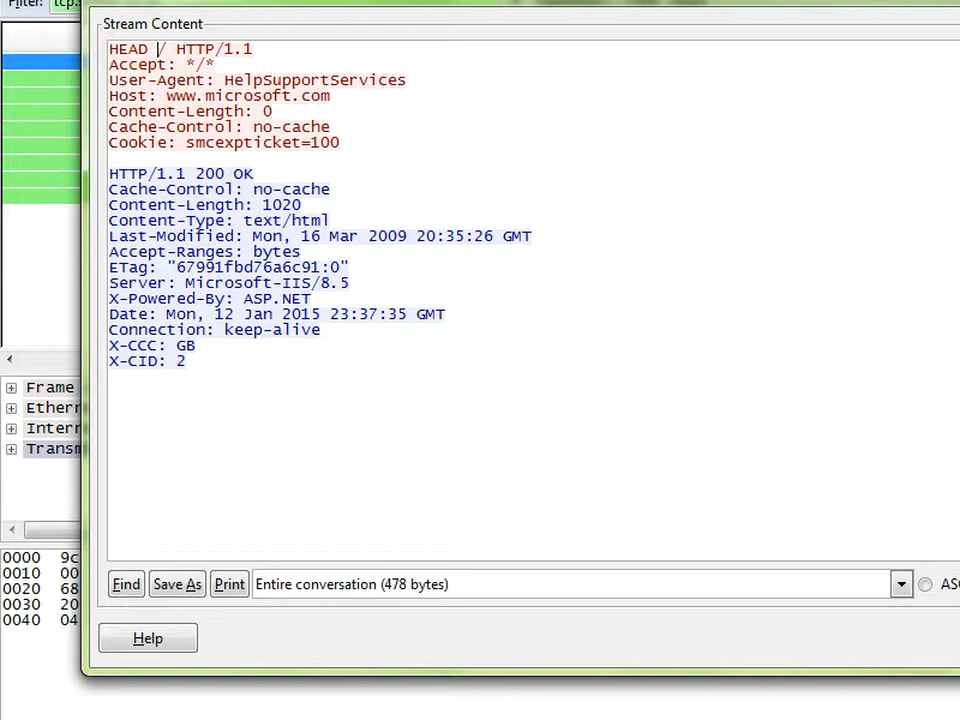 Filter:
Stream Content
HEAD / HTTP/1.1
Accept: */*
User-Agent: HelpSupportServices
Host: www.microsoft.com
Content-Length: 0
Cache-Control: no-cache
Cookie: smcexpticket=100
HTTP/1.1 200 OK
Cache-Control: no-cache
Content-Length: 1020
Content-Type: text/html
Last-Modified: Mon, 16 Mar 2009 20:35:26 GMT
Accept-Ranges: bytes
ETag: "67991fbd76a6c91:0"
Server: Microsoft-IIS/8.5
X-Powered-By: ASP.NET
Date: Mon, 12 Jan 2015 23:37:35 GMT
Connection: keep-alive
X-CCC: GB
X-CID: 2
Frame
Ethern
Intern
Transm
0000 9c
0010 00
0020 68
0030 20
0040 04
Find Save As Print Entire conversation (478 bytes)
Help